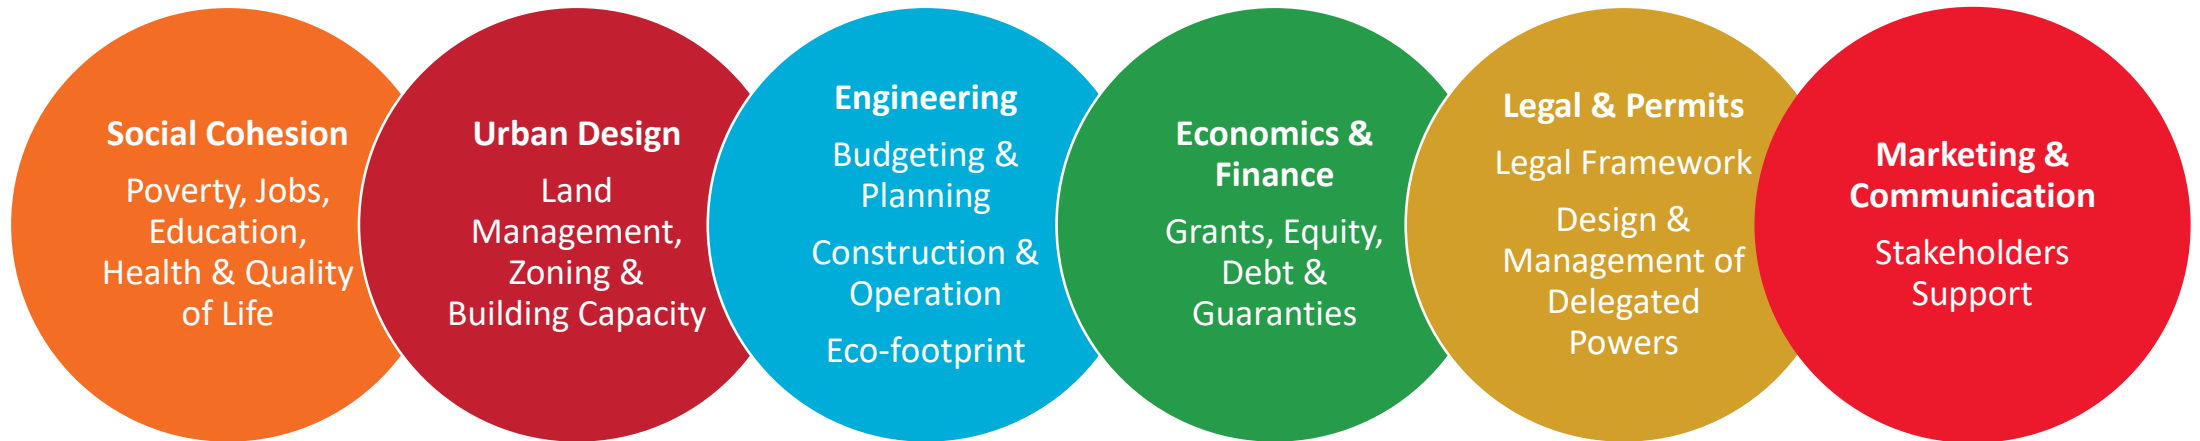 Social Cohesion
Poverty, Jobs,
Education,
Health & Quality
of Life
Urban Design
Land
Management,
Zoning &
Building Capacity
Engineering
Budgeting &
Planning
Construction &
Operation
Eco-footprint
Economics &
Finance
Grants, Equity,
Debt &
Guaranties
Legal & Permits
Legal Framework
Design &
Management of
Delegated
Powers
Marketing &
Communication
Stakeholders
Support